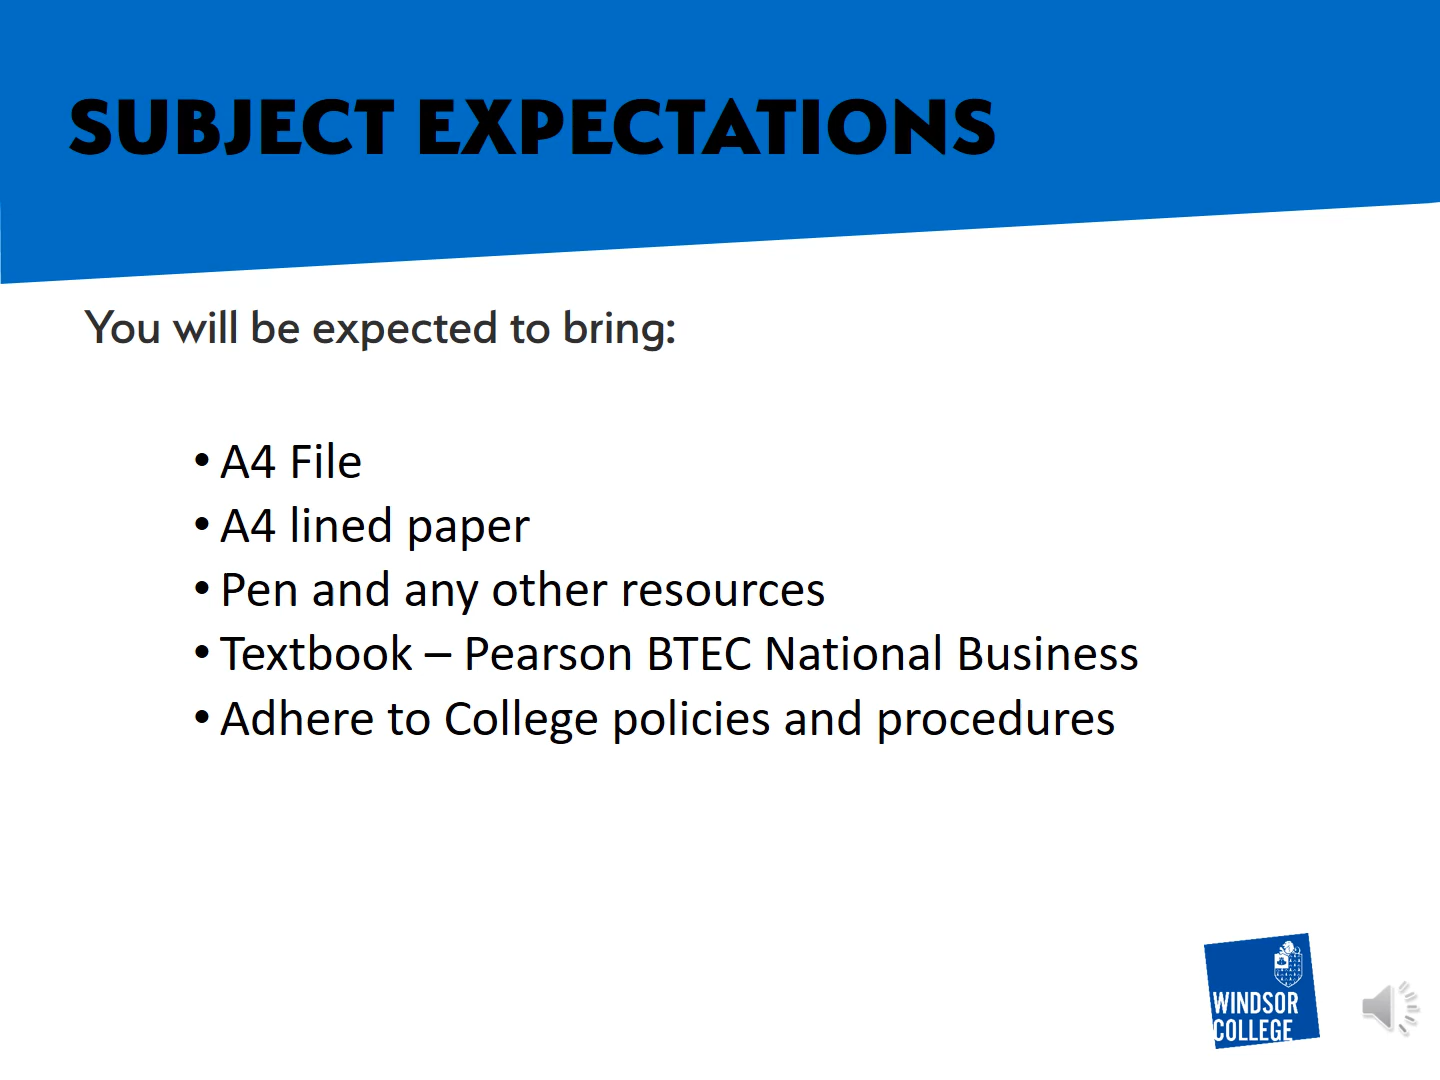 SUBJECT EXPECTATIONS
You will be expected to bring:
• A4 File
• A4 lined paper
• Pen and any other resources
• Textbook – Pearson BTEC National Business
• Adhere to College policies and procedures
WINDSOR
COLLEGE